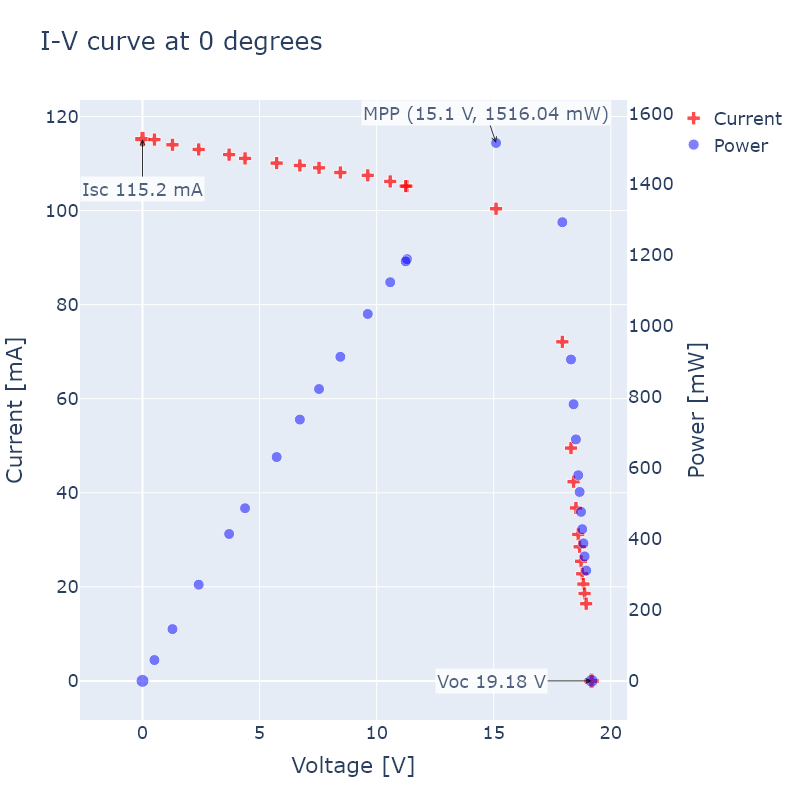 I-V curve at 0 degrees
MPP (15.1 V, 1516.04 mW)
Current
Power
Isc 115.2 mA
Voc 19.18 V
120
100
80
60
40
20
0
Current [mA]
1600
1400
1200
1000
800
600
400
200
0
Power [mW]
0
5
10
15
20
Voltage [V]